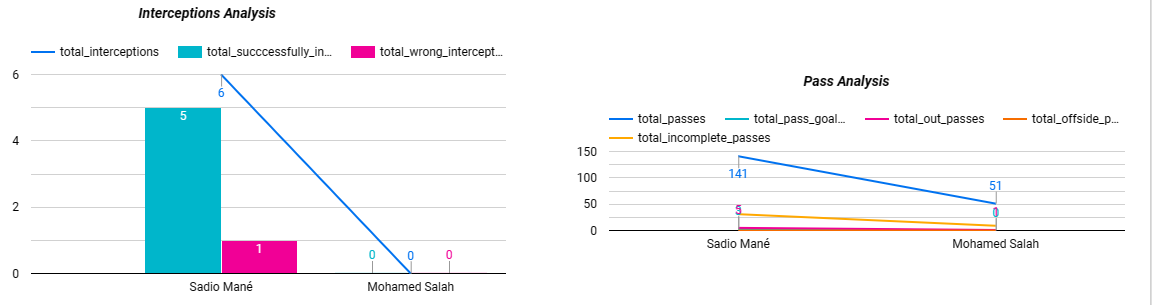 Interceptions Analysis
total_interceptions total_succcessfully_in... total_wrong_intercept...
6
6
5
4
2
1
0 0 0
0
Sadio Mané Mohamed Salah
Pass Analysis
total_passes total_pass_goal... total_out_passes total_offside_p...
total_incomplete_passes
150
141
100
51
50
0
Sadio Mané Mohamed Salah